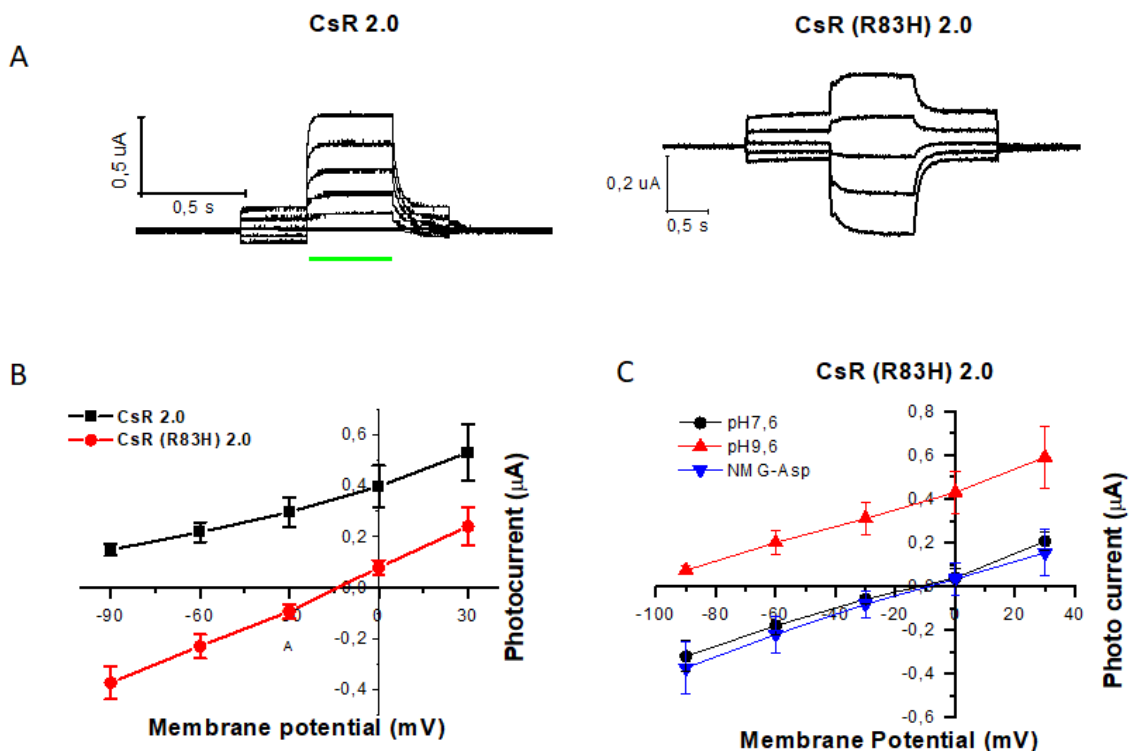 CsR 2.0
CsR (R83H) 2.0
A
0,5 uA
0,5 s
0,2 uA
0,5 s
B
C
CsR (R83H) 2.0
CsR 2.0
CsR (R83H) 2.0
pH7,6
pH9,6
NM G-Asp
0,6
0,4
0,2
0,0
-0,2
-0,4
-90
-60
0
30
A
Photocurrent (µA)
Membrane potential (mV)
0,8
0,6
0,4
0,2
0,0
-0,2
-0,4
-0,6
-100
-80
-60
-40
-20
0
20
40
Photo current (µA)
Membrane Potential (mV)